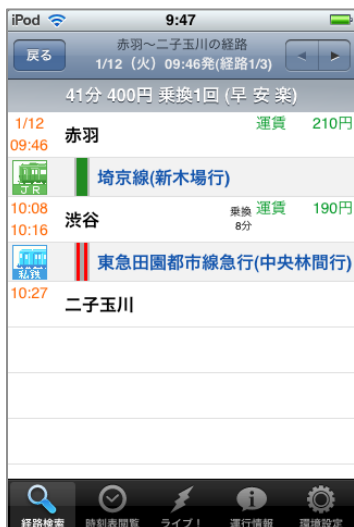 iPod 9:47
戻る
赤羽～二子玉川の経路
1/12（火）09:46発(経路1/3)
41分 400円 乗換1回 (早 安 楽)
1/12
09:46
赤羽
運賃 210円
JR
埼京線(新木場行)
10:08
10:16
渋谷
乗換
8分
運賃 190円
私鉄
東急田園都市線急行(中央林間行)
10:27
二子玉川
経路検索 時刻表閲覧 ライブ！ 運行情報 環境設定